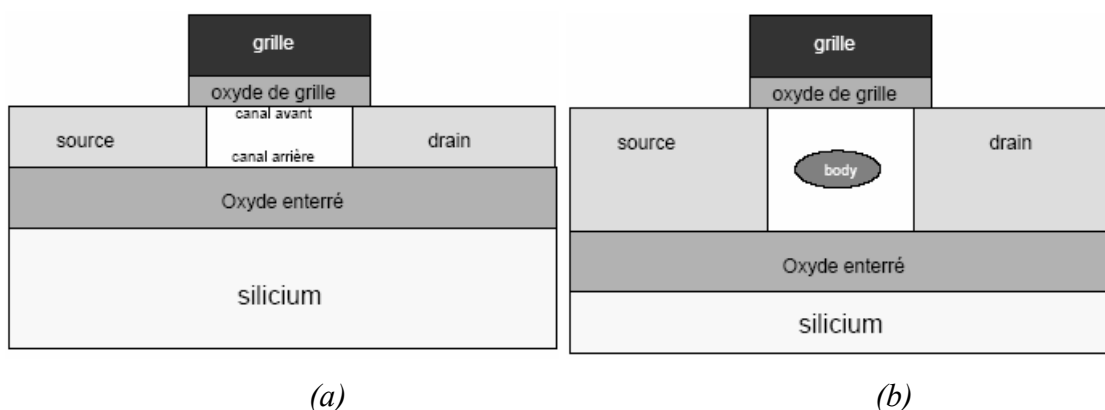 grille
oxyde de grille
canal avant
source
drain
canal arrière
Oxyde enterré
silicium
(a)
grille
oxyde de grille
source
drain
body
Oxyde enterré
silicium
(b)